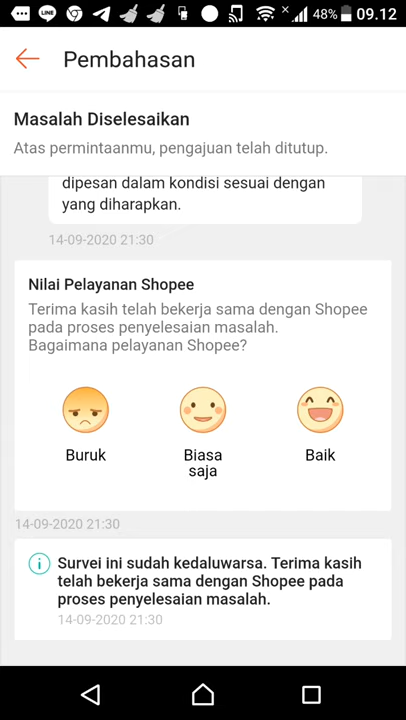 LINE
48%
09.12
Pembahasan
Masalah Diselesaikan
Atas permintaanmu, pengajuan telah ditutup.
dipesan dalam kondisi sesuai dengan
yang diharapkan.
14-09-2020 21:30
Nilai Pelayanan Shopee
Terima kasih telah bekerja sama dengan Shopee
pada proses penyelesaian masalah.
Bagaimana pelayanan Shopee?
Buruk
Biasa
saja
Baik
14-09-2020 21:30
Survei ini sudah kedaluwarsa. Terima kasih
telah bekerja sama dengan Shopee pada
proses penyelesaian masalah.
14-09-2020 21:30